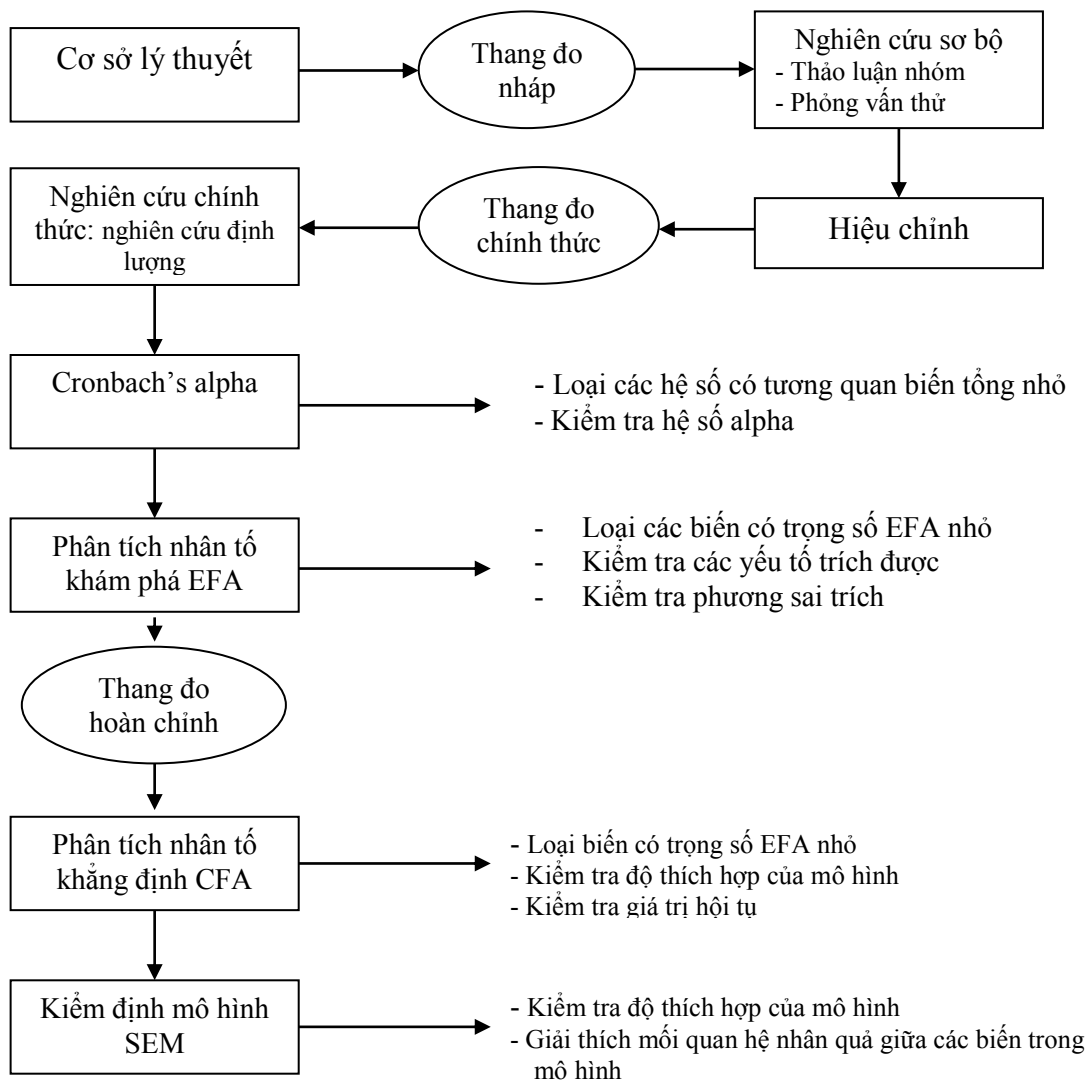 Cơ sở lý thuyết
Thang đo
nháp
Nghiên cứu sơ bộ
- Thảo luận nhóm
- Phỏng vấn thử
Nghiên cứu chính
thức: nghiên cứu định
lượng
Thang đo
chính thức
Hiệu chỉnh
Cronbach’s alpha
- Loại các hệ số có tương quan biến tổng nhỏ
- Kiểm tra hệ số alpha
Phân tích nhân tố
khám phá EFA
- Loại các biến có trọng số EFA nhỏ
- Kiểm tra các yếu tố trích được
- Kiểm tra phương sai trích
Thang đo
hoàn chỉnh
Phân tích nhân tố
khẳng định CFA
- Loại biến có trọng số EFA nhỏ
- Kiểm tra độ thích hợp của mô hình
- Kiểm tra giá trị hội tụ
Kiểm định mô hình
SEM
- Kiểm tra độ thích hợp của mô hình
- Giải thích mối quan hệ nhân quả giữa các biến trong
mô hình